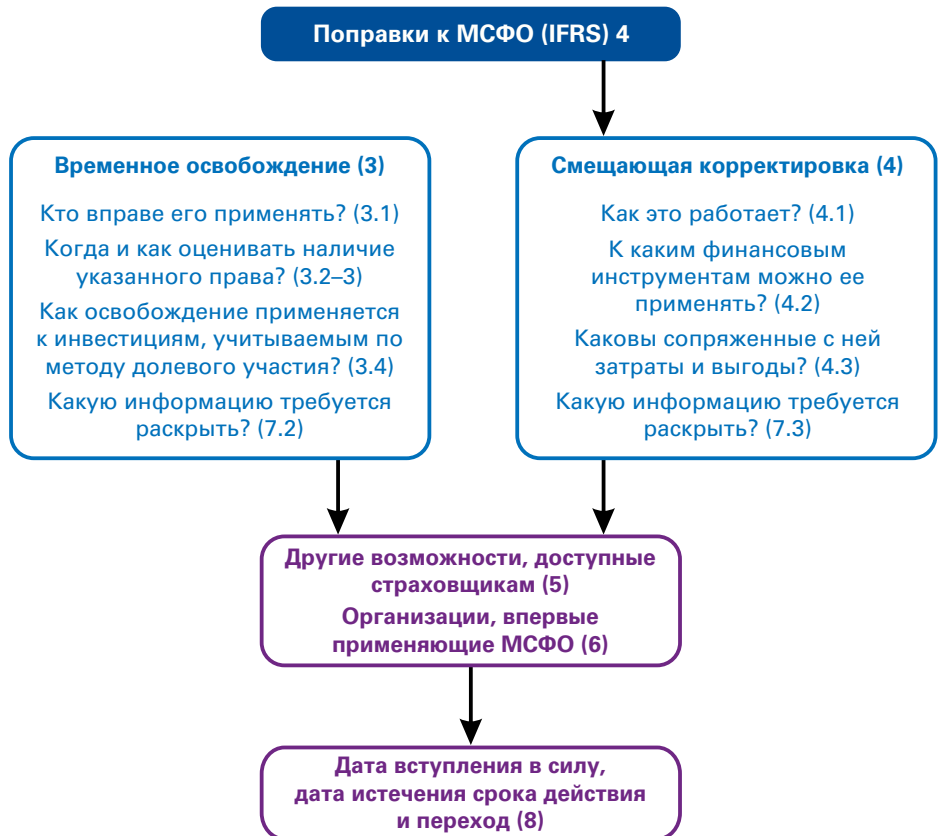 Поправки к МСФО (IFRS) 4
Временное освобождение (3)
Кто вправе его применять? (3.1)
Когда и как оценивать наличие
указанного права? (3.2–3)
Как освобождение применяется
к инвестициям, учитываемым по
методу долевого участия? (3.4)
Какую информацию требуется
раскрыть? (7.2)
Смещающая корректировка (4)
Как это работает? (4.1)
К каким финансовым
инструментам можно ее
применять? (4.2)
Каковы сопряженные с ней
затраты и выгоды? (4.3)
Какую информацию требуется
раскрыть? (7.3)
Другие возможности, доступные
страховщикам (5)
Организации, впервые
применяющие МСФО (6)
Дата вступления в силу,
дата истечения срока действия
и переход (8)